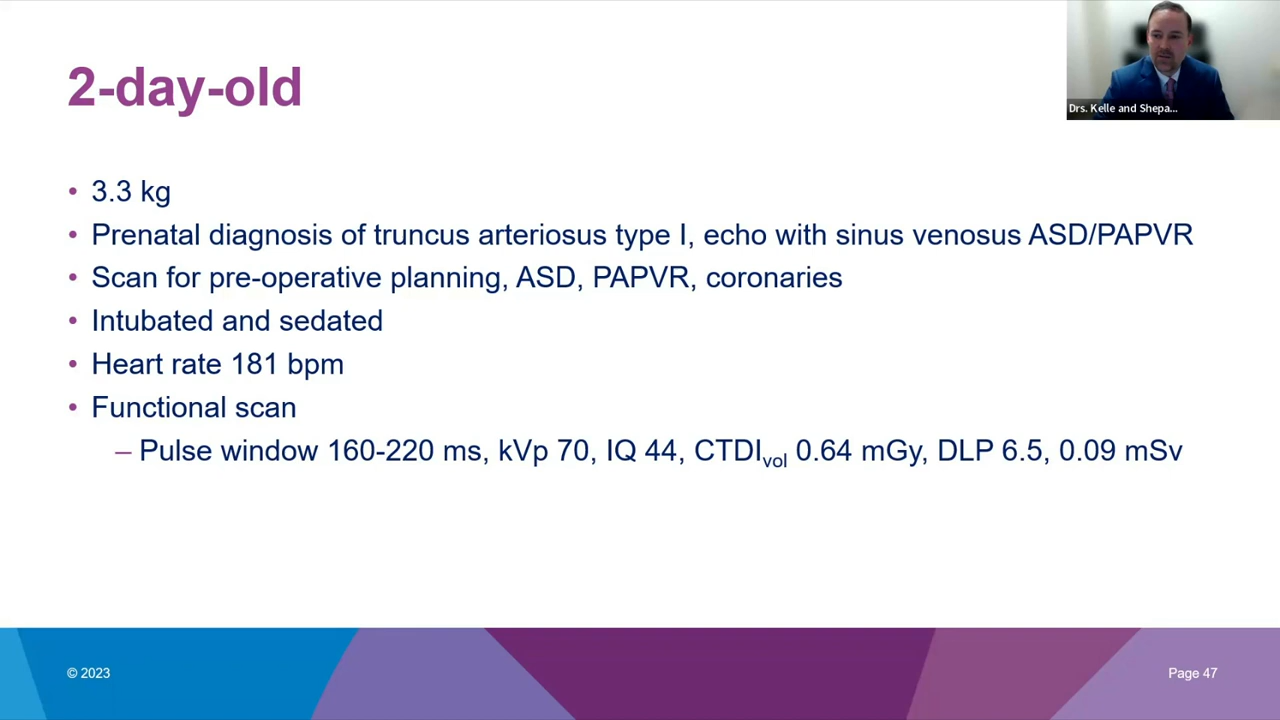 2-day-old
Drs. Kelle and Shepa...
• 3.3 kg
• Prenatal diagnosis of truncus arteriosus type I, echo with sinus venosus ASD/PAPVR
• Scan for pre-operative planning, ASD, PAPVR, coronaries
• Intubated and sedated
• Heart rate 181 bpm
• Functional scan
– Pulse window 160-220 ms, kVp 70, IQ 44, CTDIvol 0.64 mGy, DLP 6.5, 0.09 mSv
© 2023
Page 47